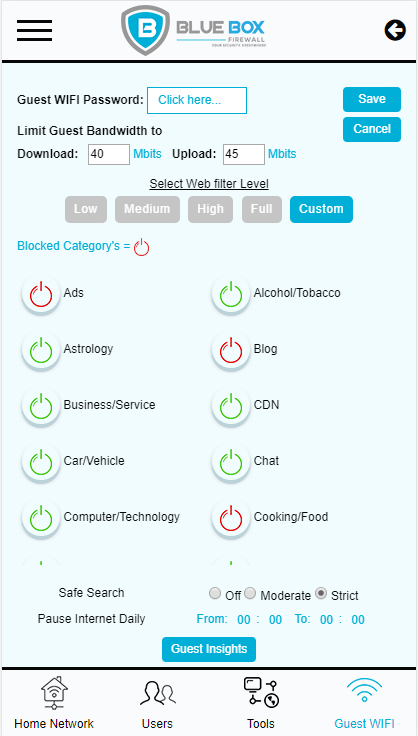 BLUE BOX
FIREWALL
YOUR SECURITY, EVERYWHERE
Guest WIFI Password: Click here... Save
Limit Guest Bandwidth to Cancel
Download: 40 Mbits Upload: 45 Mbits
Select Web filter Level
Low Medium High Full Custom
Blocked Category's =
Ads Alcohol/Tobacco
Astrology Blog
Business/Service CDN
Car/Vehicle Chat
Computer/Technology Cooking/Food
Safe Search Off Moderate Strict
Pause Internet Daily From: 00 : 00 To: 00 : 00
Guest Insights
Home Network Users Tools Guest WIFI